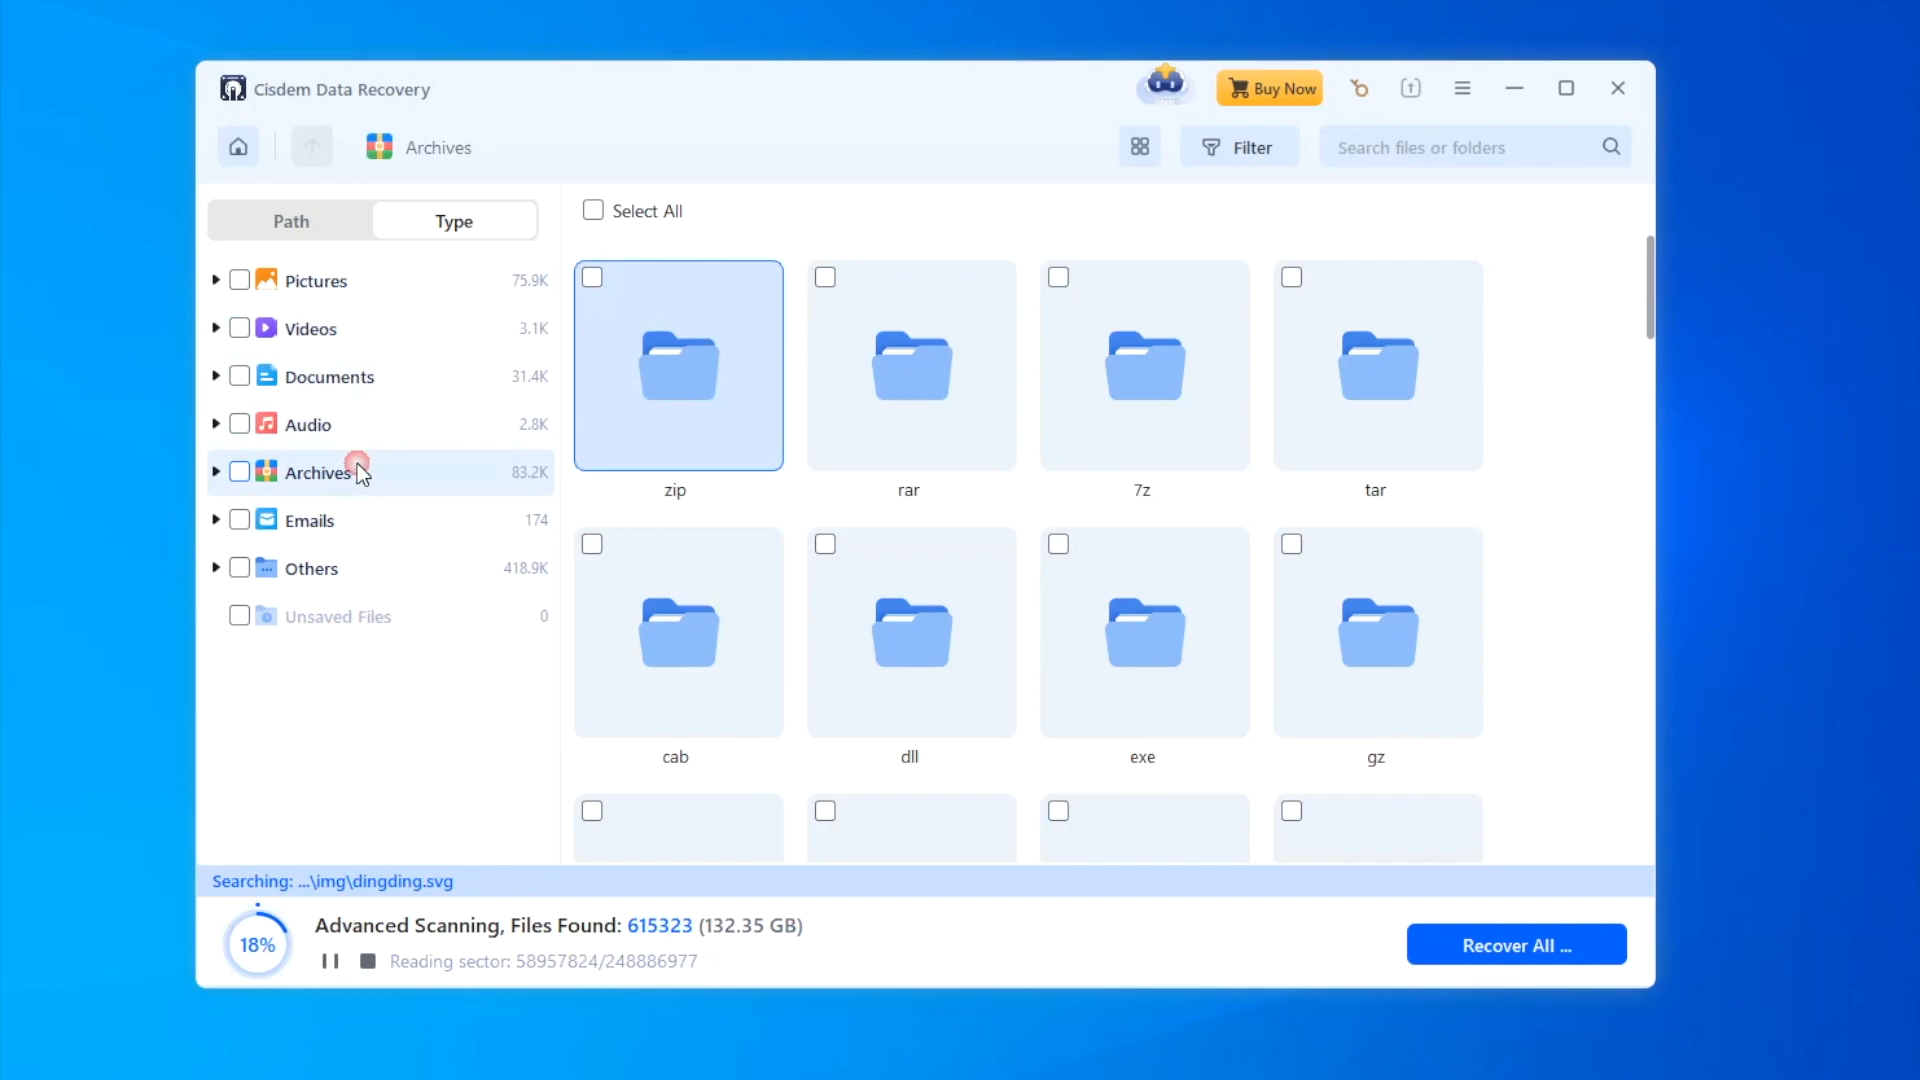 Cisdem Data Recovery
Buy Now
Archives
Filter
Search files or folders
Path
Type
Select All
Pictures 75.9K
Videos 3.1K
Documents 31.4K
Audio 2.8K
Archives 83.2K
Emails 174
Others 418.9K
Unsaved Files 0
zip
rar
7z
tar
cab
dll
exe
gz
Searching: ...\img\dingding.svg
18%
Advanced Scanning, Files Found: 615323 (132.35 GB)
Reading sector: 58957824/248886977
Recover All ...